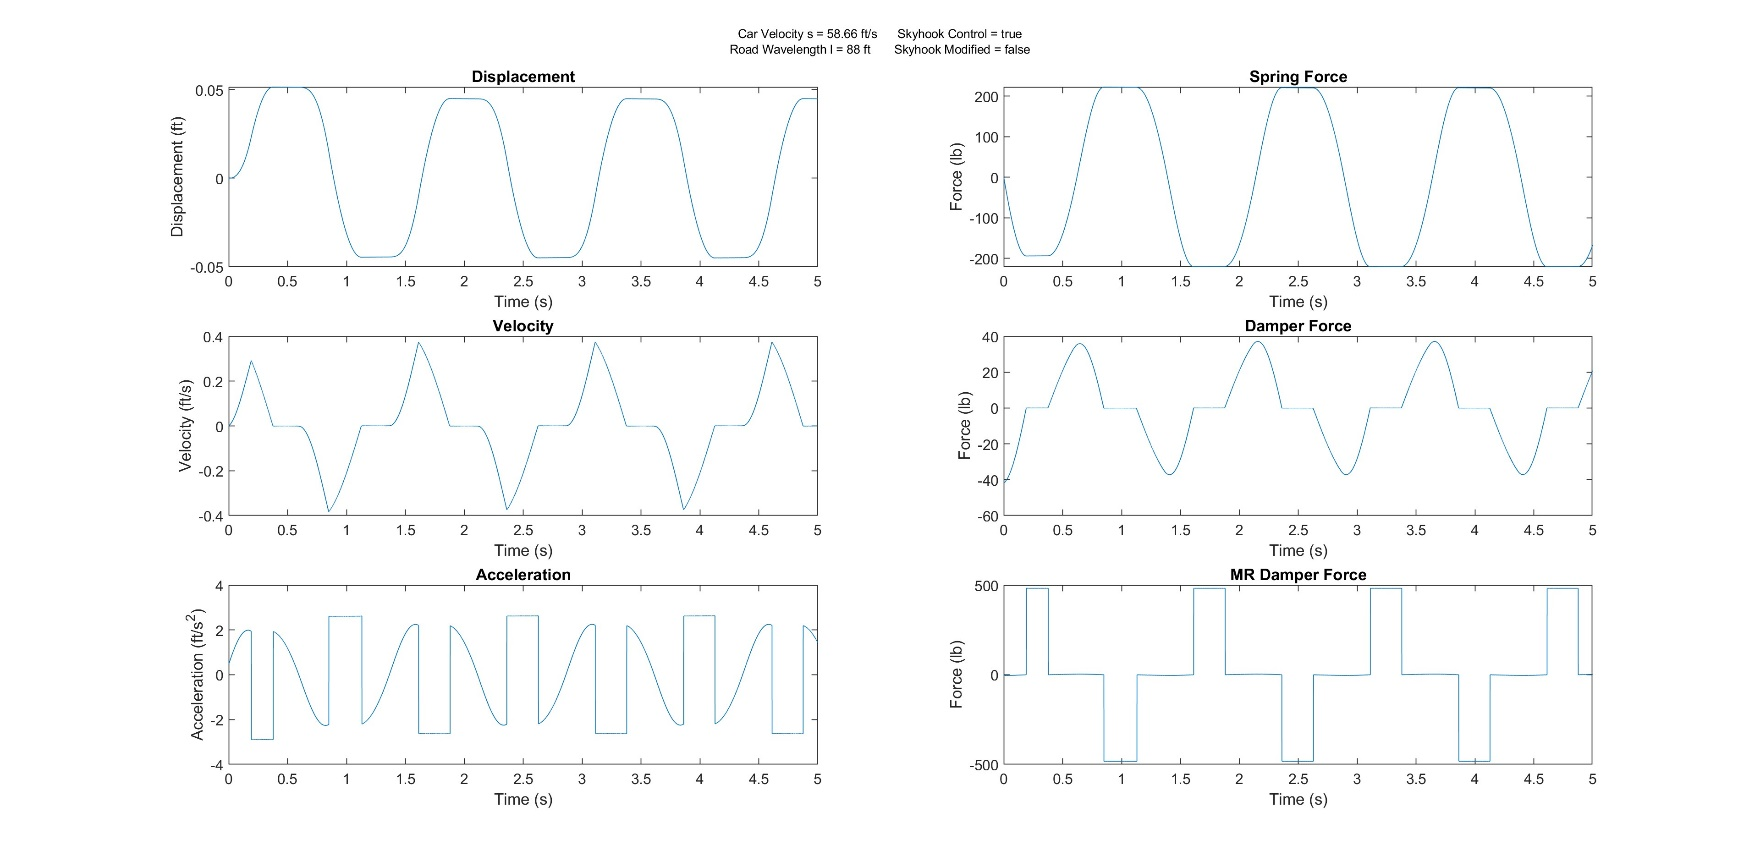 Car Velocity s = 58.66 ft/s Skyhook Control = true
Road Wavelength l = 88 ft Skyhook Modified = false
Displacement
0.05
0
-0.05
Displacement (ft)
0 0.5 1 1.5 2 2.5 3 3.5 4 4.5 5
Time (s)
Spring Force
200
100
0
-100
-200
Force (lb)
0 0.5 1 1.5 2 2.5 3 3.5 4 4.5 5
Time (s)
Velocity
0.4
0.2
0
-0.2
-0.4
Velocity (ft/s)
0 0.5 1 1.5 2 2.5 3 3.5 4 4.5 5
Time (s)
Damper Force
40
20
0
-20
-40
-60
Force (lb)
0 0.5 1 1.5 2 2.5 3 3.5 4 4.5 5
Time (s)
Acceleration
4
2
0
-2
-4
Acceleration (ft/s²)
0 0.5 1 1.5 2 2.5 3 3.5 4 4.5 5
Time (s)
MR Damper Force
500
0
-500
Force (lb)
0 0.5 1 1.5 2 2.5 3 3.5 4 4.5 5
Time (s)